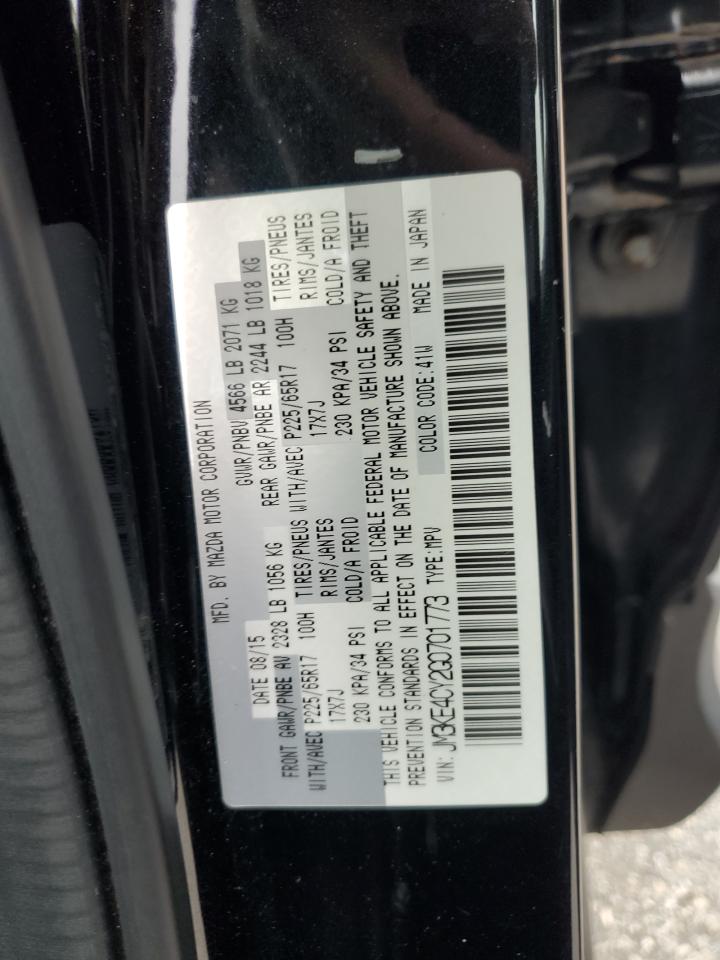 MFD. BY MAZDA MOTOR CORPORATION
DATE 08/15 GVWR/PNBV 4566 LB 2071 KG
FRONT GAWR/PNBE AV 2328 LB 1056 KG REAR GAWR/PNBE AR 2244 LB 1018 KG
WITH/AVEC P225/65R17 100H TIRES/PNEUS WITH/AVEC P225/65R17 100H TIRES/PNEUS
17X7J RIMS/JANTES 17X7J RIMS/JANTES
230 KPA/34 PSI COLD/A FROID 230 KPA/34 PSI COLD/A FROID
THIS VEHICLE CONFORMS TO ALL APPLICABLE FEDERAL MOTOR VEHICLE SAFETY AND THEFT
PREVENTION STANDARDS IN EFFECT ON THE DATE OF MANUFACTURE SHOWN ABOVE.
COLOR CODE:41W MADE IN JAPAN
VIN: JM3KE4CY2G0701773 TYPE:MPV